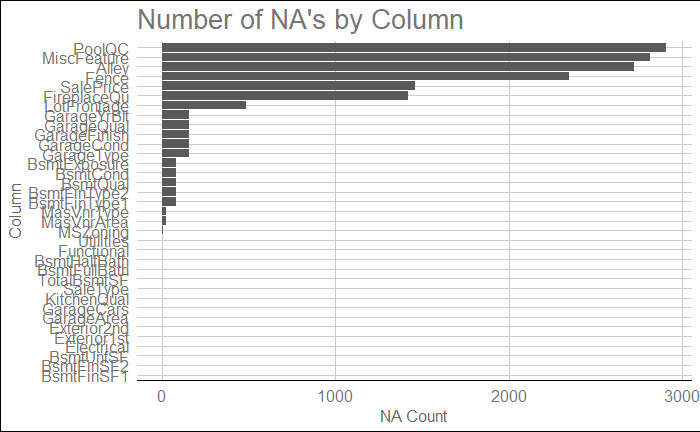 Number of NA's by Column
PoolQC
MiscFeature
Alley
Fence
SalePrice
FireplaceQu
LotFrontage
GarageYrBlt
GarageQual
GarageFinish
GarageCond
GarageType
BsmtExposure
BsmtCond
BsmtQual
BsmtFinType2
BsmtFinType1
MasVnrType
MasVnrArea
MSZoning
Utilities
Functional
BsmtHalfBath
BsmtFullBath
TotalBsmtSF
SaleType
KitchenQual
GarageCars
GarageArea
Exterior2nd
Exterior1st
Electrical
BsmtUnfSF
BsmtFinSF2
BsmtFinSF1
Column
0 1000 2000 3000
NA Count